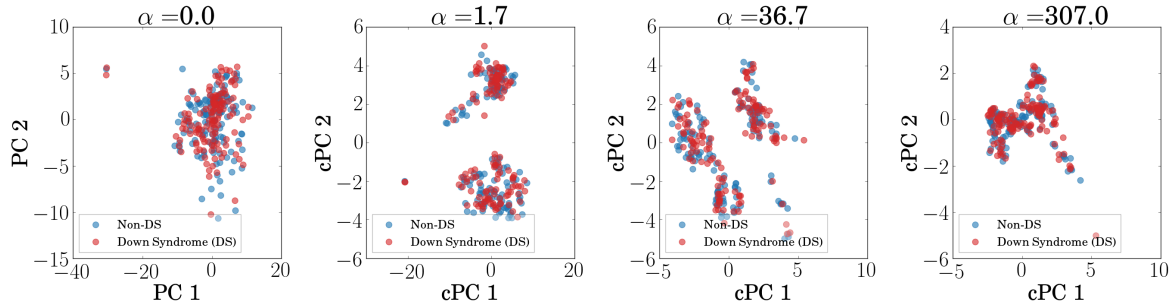 α =0.0
10
5
0
−5
−10
−15
−40
−20
0
20
PC 2
PC 1
Non-DS
Down Syndrome (DS)
α =1.7
6
4
2
0
−2
−4
−6
−40
−20
0
20
cPC 2
cPC 1
Non-DS
Down Syndrome (DS)
α =36.7
6
4
2
0
−2
−4
−6
−5
0
5
10
cPC 2
cPC 1
Non-DS
Down Syndrome (DS)
α =307.0
4
2
0
−2
−4
−6
−5
0
5
10
cPC 2
cPC 1
Non-DS
Down Syndrome (DS)